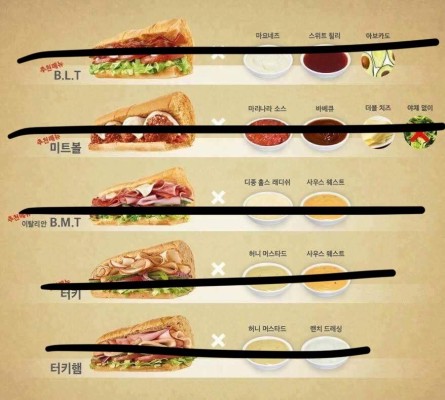 마요네즈 스위트 칠리 아보카도
추천메뉴
B.L.T
마리나라 소스 바베큐 더블 치즈 야채 없이
추천메뉴
미트볼
디종 홀스 래디쉬 사우스 웨스트
추천메뉴
이탈리안 B.M.T
허니 머스타드 사우스 웨스트
터키
허니 머스타드 렌치 드레싱
터키햄